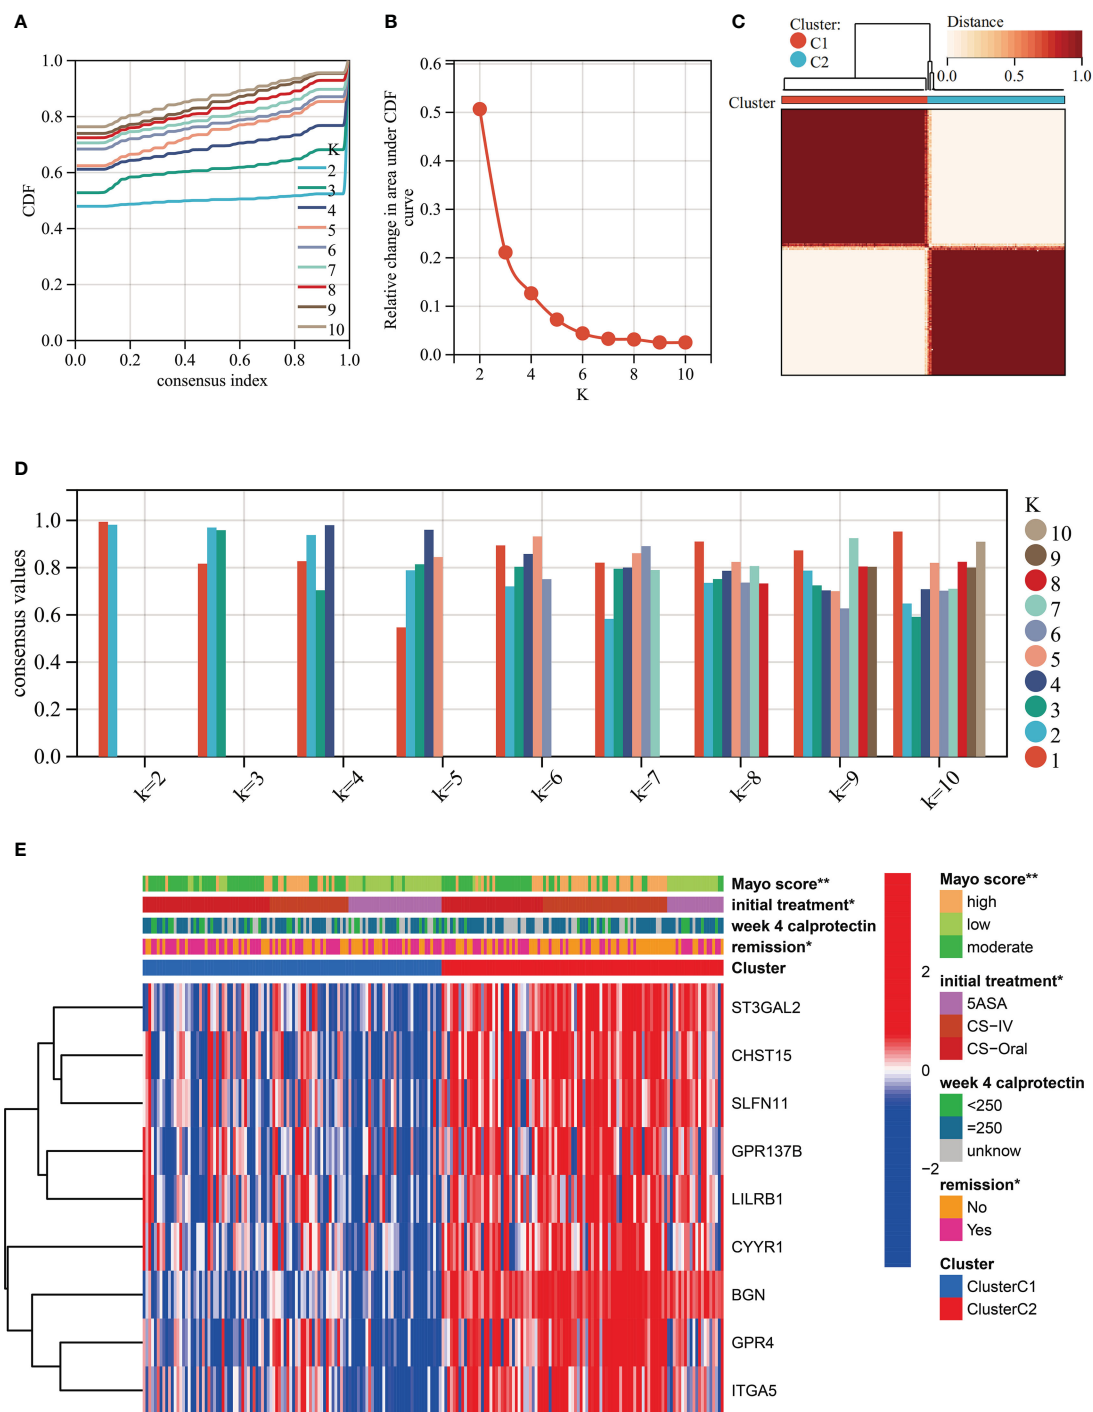 A
1.0
0.8
0.6
0.4
0.2
0.0
CDF
0.0 0.2 0.4 0.6 0.8 1.0
consensus index
K
2
3
4
5
6
7
8
9
10
B
0.6
0.5
0.4
0.3
0.2
0.1
0.0
Relative change in area under CDF
curve
2 4 6 8 10
K
C
Cluster:
C1
C2
Distance
0.0 0.5 1.0
Cluster
D
1.0
0.8
0.6
0.4
0.2
0.0
consensus values
k=2 k=3 k=4 k=5 k=6 k=7 k=8 k=9 k=10
K
10
9
8
7
6
5
4
3
2
1
E
Mayo score**
initial treatment*
week 4 calprotectin
remission*
Cluster
ST3GAL2
CHST15
SLFN11
GPR137B
LILRB1
CYYR1
BGN
GPR4
ITGA5
2
0
−2
Mayo score**
high
low
moderate
initial treatment*
5ASA
CS−IV
CS−Oral
week 4 calprotectin
<250
=250
unknow
remission*
No
Yes
Cluster
ClusterC1
ClusterC2